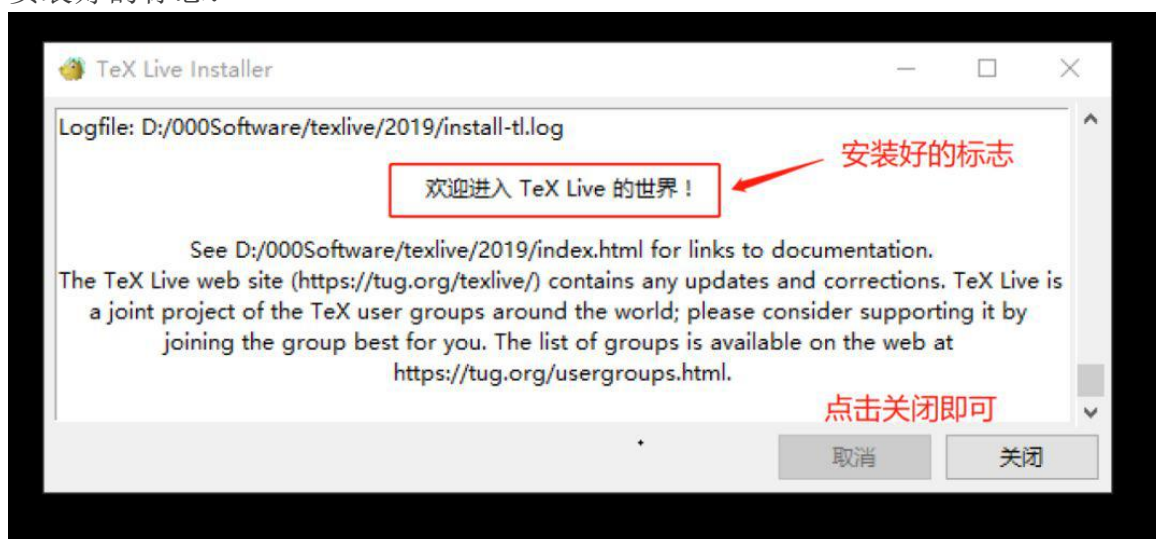 TeX Live Installer
Logfile: D:/000Software/texlive/2019/install-tl.log
安装好的标志
欢迎进入 TeX Live 的世界！
See D:/000Software/texlive/2019/index.html for links to documentation.
The TeX Live web site (https://tug.org/texlive/) contains any updates and corrections. TeX Live is
a joint project of the TeX user groups around the world; please consider supporting it by
joining the group best for you. The list of groups is available on the web at
https://tug.org/usergroups.html.
点击关闭即可
取消
关闭